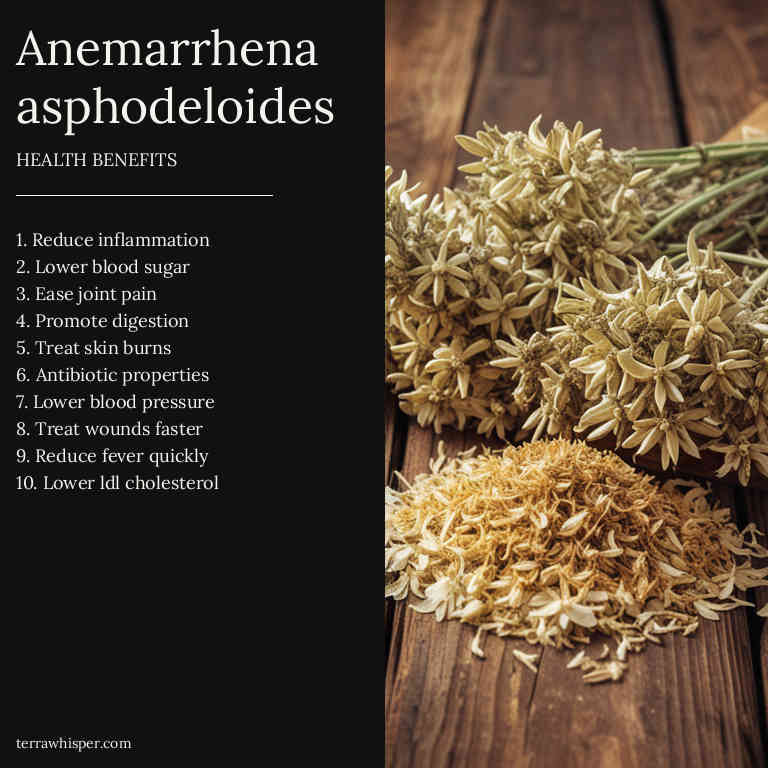 Anemarrhena
asphodeloides
HEALTH BENEFITS
1. Reduce inflammation
2. Lower blood sugar
3. Ease joint pain
4. Promote digestion
5. Treat skin burns
6. Antibiotic properties
7. Lower blood pressure
8. Treat wounds faster
9. Reduce fever quickly
10. Lower ldl cholesterol
terrawhisper.com